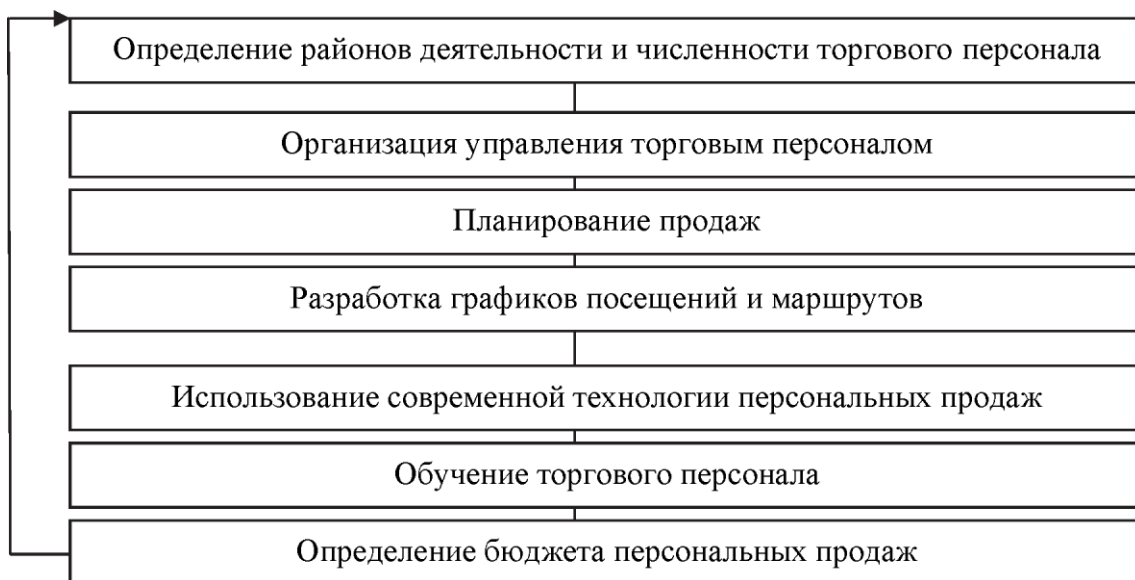 Определение районов деятельности и численности торгового персонала
Организация управления торговым персоналом
Планирование продаж
Разработка графиков посещений и маршрутов
Использование современной технологии персональных продаж
Обучение торгового персонала
Определение бюджета персональных продаж